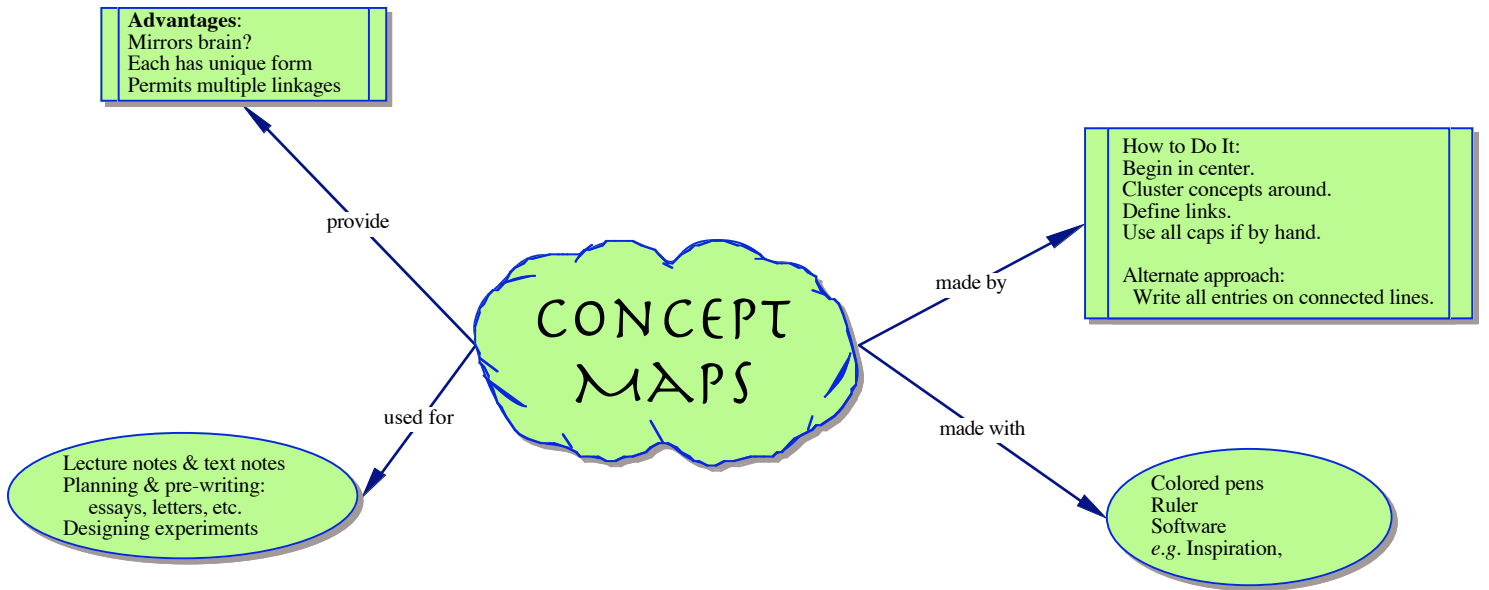 Advantages:
Mirrors brain?
Each has unique form
Permits multiple linkages
How to Do It:
Begin in center.
Cluster concepts around.
Define links.
Use all caps if by hand.
Alternate approach:
Write all entries on connected lines.
provide
made by
CONCEPT
MAPS
used for
made with
Lecture notes & text notes
Planning & pre-writing:
essays, letters, etc.
Designing experiments
Colored pens
Ruler
Software
e.g. Inspiration,